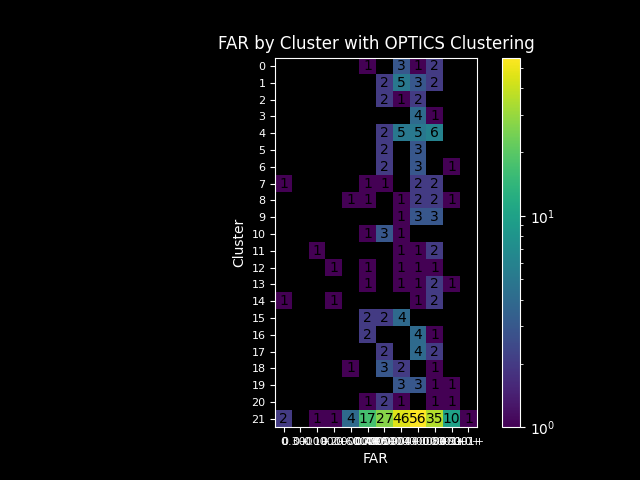 FAR by Cluster with OPTICS Clustering
0 1 3 1 2
1 2 5 3 2
2 2 1 2
3 4 1
4 2 5 5 6
5 2 3
6 2 3 1
7 1 1 1 2 2
8 1 1 1 2 2 1
9 1 3 3
10 1 3 1
11 1 1 1 2
12 1 1 1 1 1
13 1 1 1 2 1
14 1 1 1 2
15 2 2 4
16 2 4 1
17 2 4 2
18 1 3 2 1
19 3 3 1 1
20 1 2 1 1 1
21 2 1 1 4 17 27 46 56 35 10 1
Cluster
FAR
10¹
10⁰